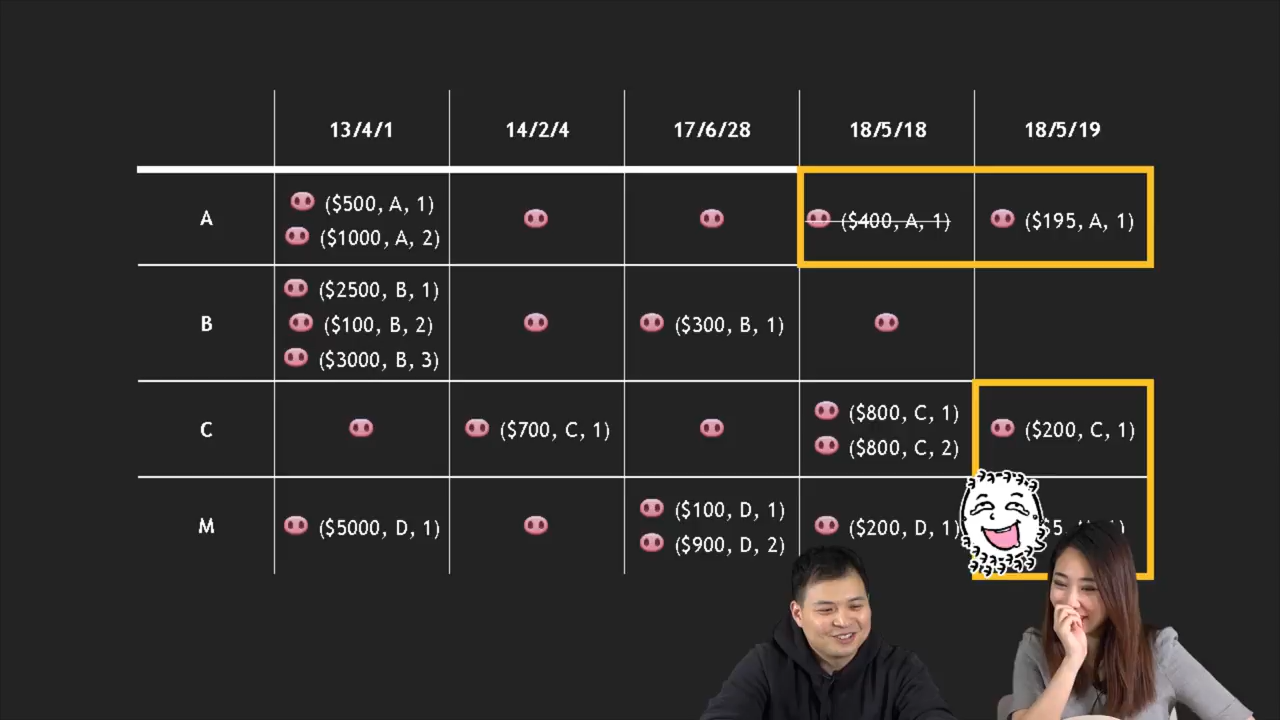 13/4/1 14/2/4 17/6/28 18/5/18 18/5/19
A
($500, A, 1)
($1000, A, 2)
($400, A, 1)
($195, A, 1)
B
($2500, B, 1)
($100, B, 2)
($3000, B, 3)
($300, B, 1)
C
($700, C, 1)
($800, C, 1)
($800, C, 2)
($200, C, 1)
M
($5000, D, 1)
($100, D, 1)
($900, D, 2)
($200, D, 1)